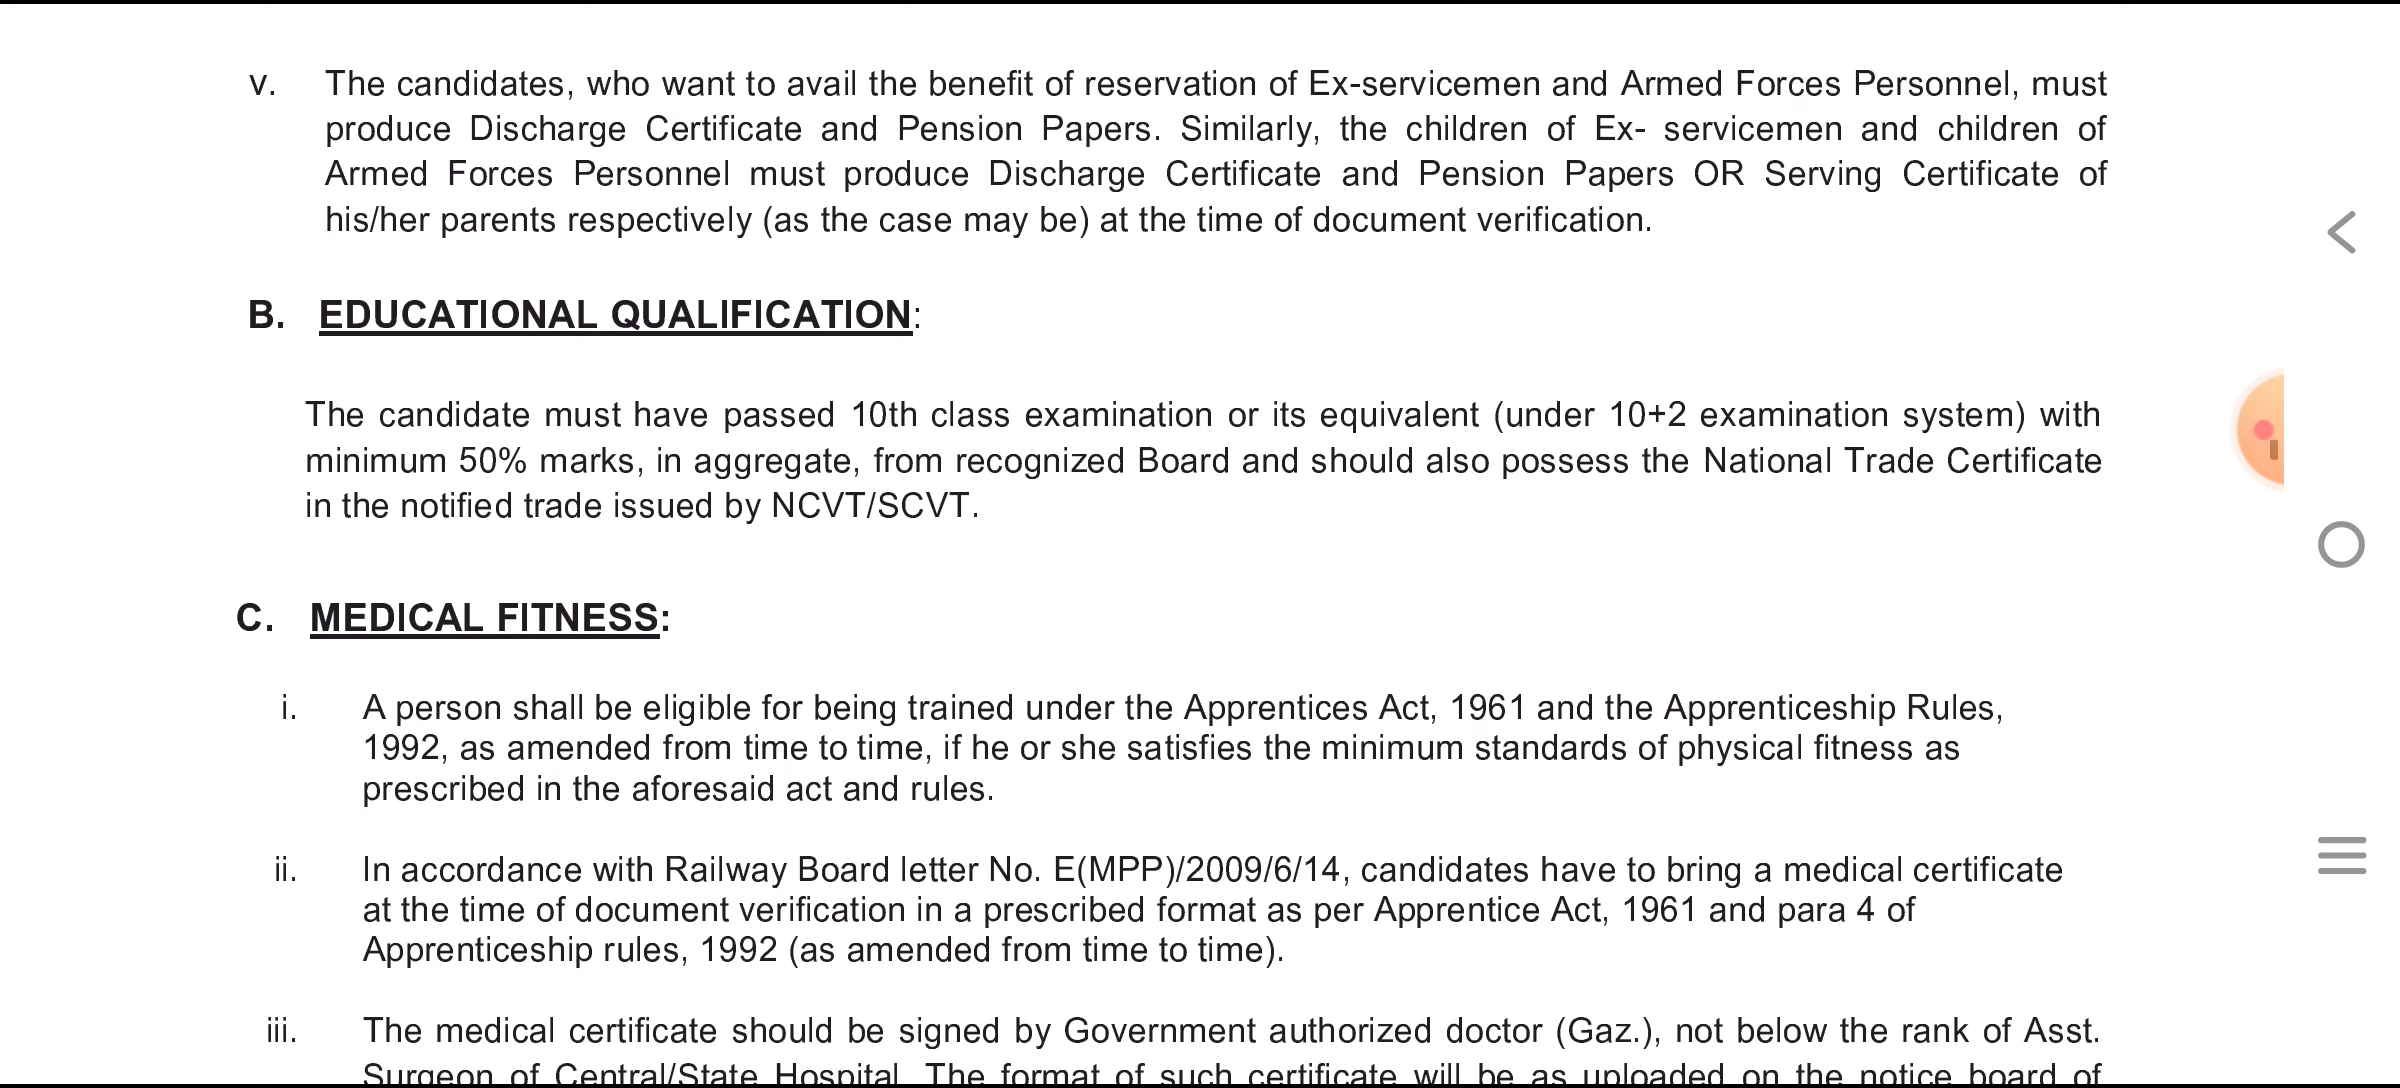 v. The candidates, who want to avail the benefit of reservation of Ex-servicemen and Armed Forces Personnel, must
produce Discharge Certificate and Pension Papers. Similarly, the children of Ex- servicemen and children of
Armed Forces Personnel must produce Discharge Certificate and Pension Papers OR Serving Certificate of
his/her parents respectively (as the case may be) at the time of document verification.
B. EDUCATIONAL QUALIFICATION:
The candidate must have passed 10th class examination or its equivalent (under 10+2 examination system) with
minimum 50% marks, in aggregate, from recognized Board and should also possess the National Trade Certificate
in the notified trade issued by NCVT/SCVT.
C. MEDICAL FITNESS:
i. A person shall be eligible for being trained under the Apprentices Act, 1961 and the Apprenticeship Rules,
1992, as amended from time to time, if he or she satisfies the minimum standards of physical fitness as
prescribed in the aforesaid act and rules.
ii. In accordance with Railway Board letter No. E(MPP)/2009/6/14, candidates have to bring a medical certificate
at the time of document verification in a prescribed format as per Apprentice Act, 1961 and para 4 of
Apprenticeship rules, 1992 (as amended from time to time).
iii. The medical certificate should be signed by Government authorized doctor (Gaz.), not below the rank of Asst.
Surgeon of Central/State Hospital. The format of such certificate will be as uploaded on the notice board of